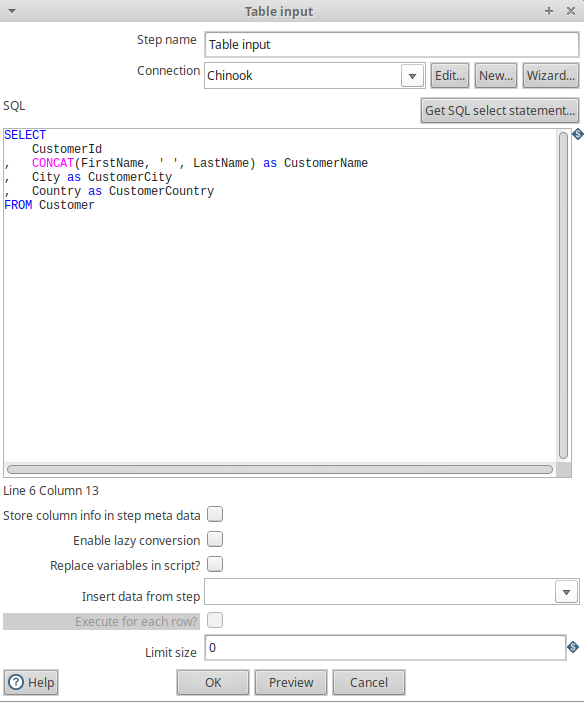 Table input
Step name Table input
Connection Chinook Edit... New... Wizard...
SQL Get SQL select statement...
SELECT
    CustomerId
,   CONCAT(FirstName, ' ', LastName) as CustomerName
,   City as CustomerCity
,   Country as CustomerCountry
FROM Customer
Line 6 Column 13
Store column info in step meta data
Enable lazy conversion
Replace variables in script?
Insert data from step
Execute for each row?
Limit size 0
Help OK Preview Cancel